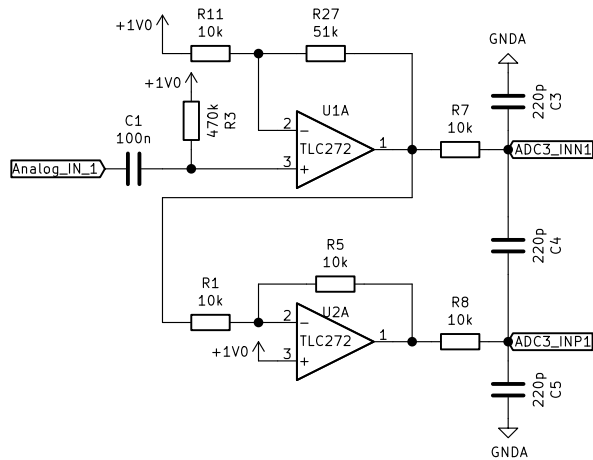 R11
10k
R27
51k
+1V0
GNDA
+1V0
470k
R3
C1
100n
U1A
2
−
TLC272
3
+
1
R7
10k
220p
C3
Analog_IN_1
ADC3_INN1
220p
C4
R1
10k
R5
10k
U2A
2
−
TLC272
+1V0
3
+
1
R8
10k
ADC3_INP1
220p
C5
GNDA